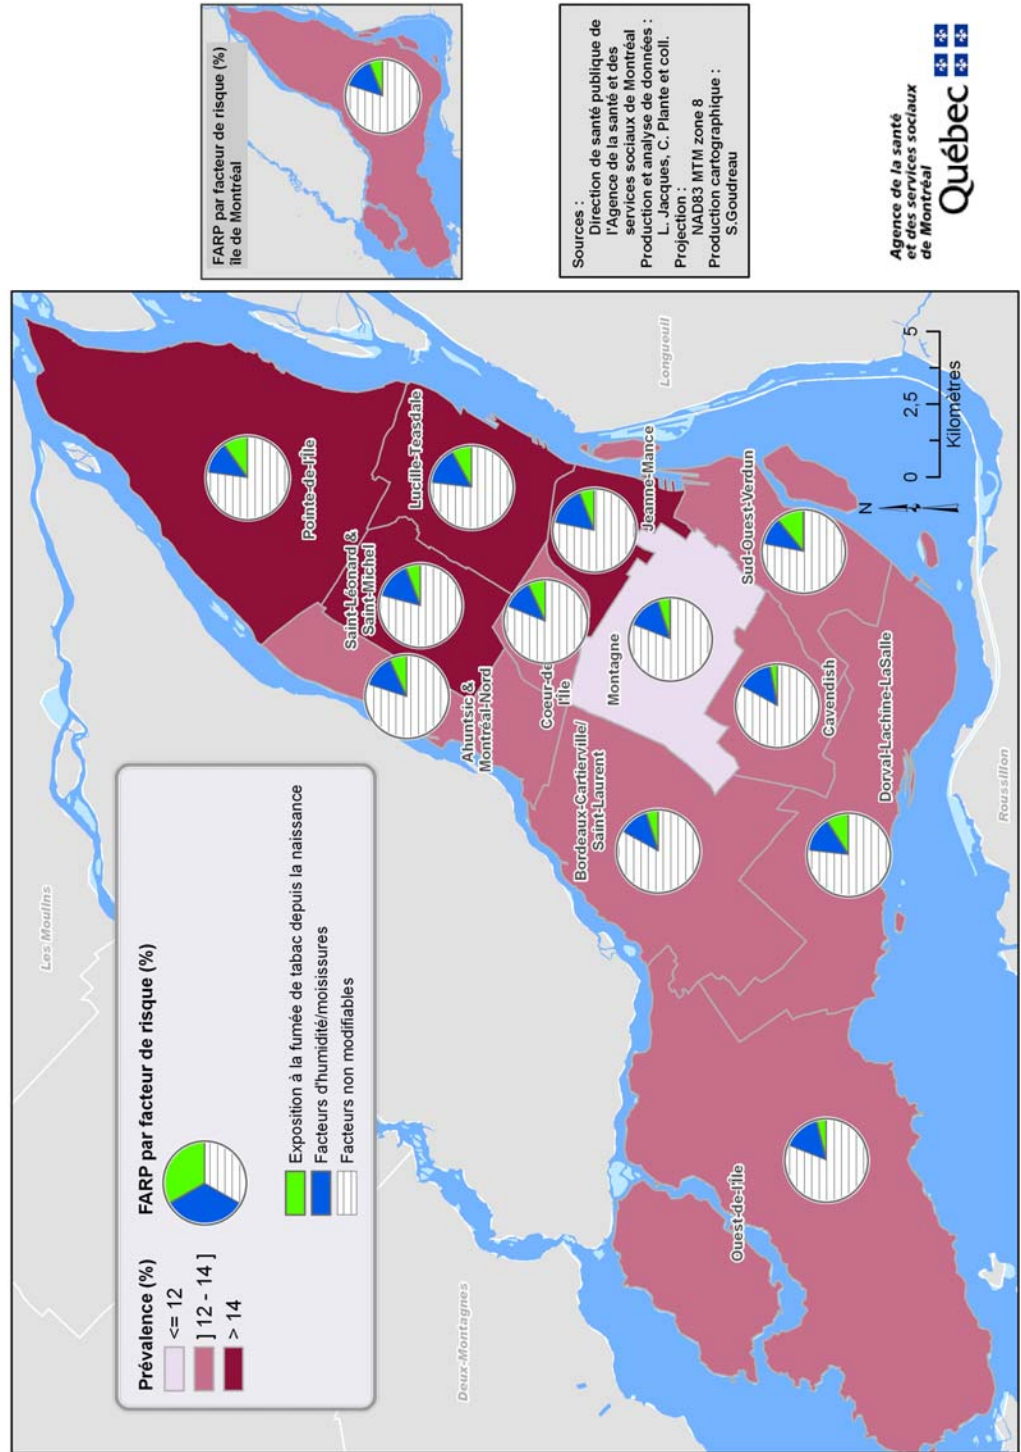 Les Moulins
Prévalence (%)
<= 12
] 12 - 14 ]
> 14
FARP par facteur de risque (%)
Exposition à la fumée de tabac depuis la naissance
Facteurs d'humidité/moisissures
Facteurs non modifiables
Deux-Montagnes
Pointe-de-l'Île
Lucille-Teasdale
Saint-Léonard &
Saint-Michel
Ahuntsic &
Montréal-Nord
Coeur-de
l'Île
Jeanne-Mance
Longueuil
Montagne
Bordeaux-Cartierville/
Saint-Laurent
Sud-Ouest-Verdun
Cavendish
Dorval-Lachine-LaSalle
Ouest-de-l'Île
Roussillon
N
0 2,5 5
Kilomètres
FARP par facteur de risque (%)
île de Montréal
Sources :
Direction de santé publique de
l'Agence de la santé et des
services sociaux de Montréal
Production et analyse de données :
L. Jacques, C. Plante et coll.
Projection :
NAD83 MTM zone 8
Production cartographique :
S.Goudreau
Agence de la santé
et des services sociaux
de Montréal
Québec